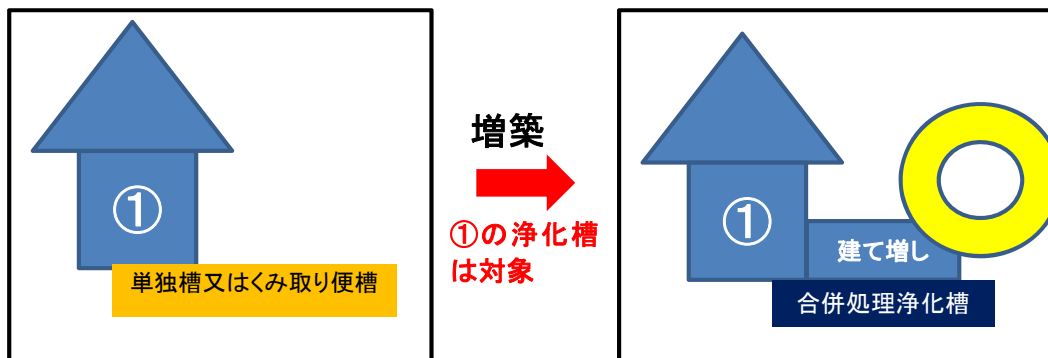 ①
単独槽又はくみ取り便槽
増築
①の浄化槽
は対象
①
建て増し
合併処理浄化槽